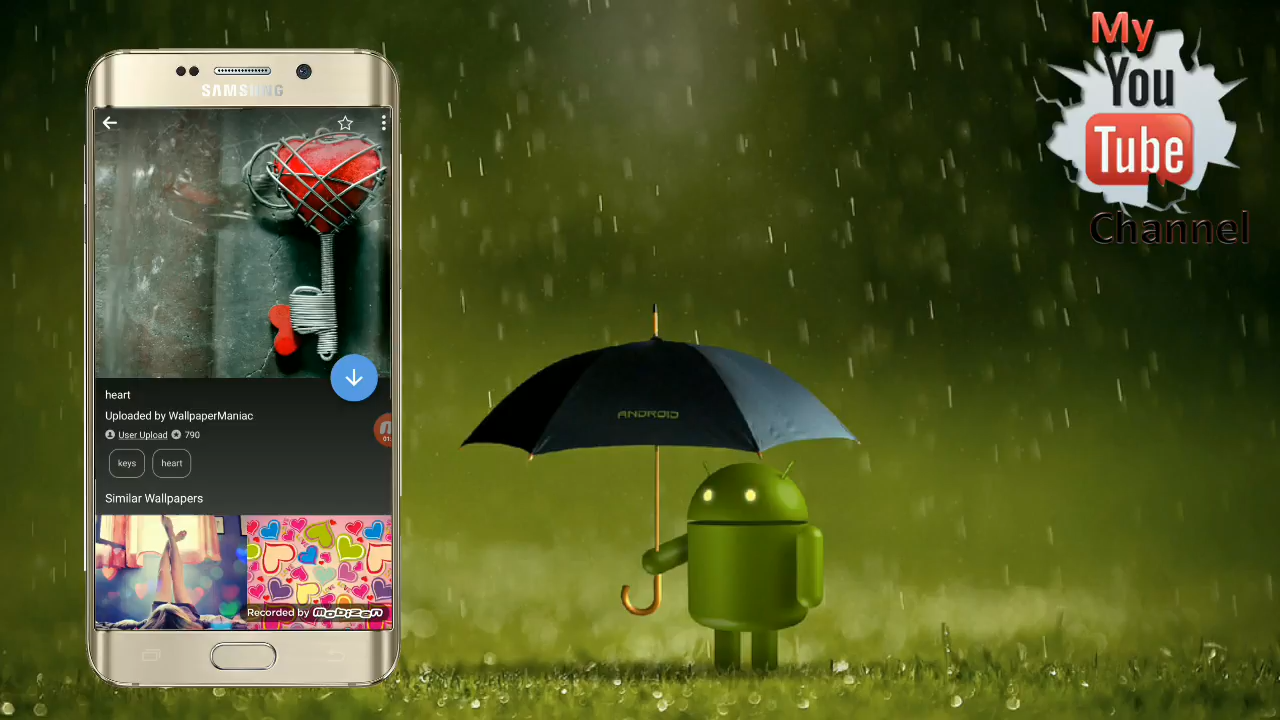 SAMSUNG
heart
Uploaded by WallpaperManiac
User Upload 790
keys heart
Similar Wallpapers
Recorded by mobizen
ANDROID
My
You
Tube
Channel